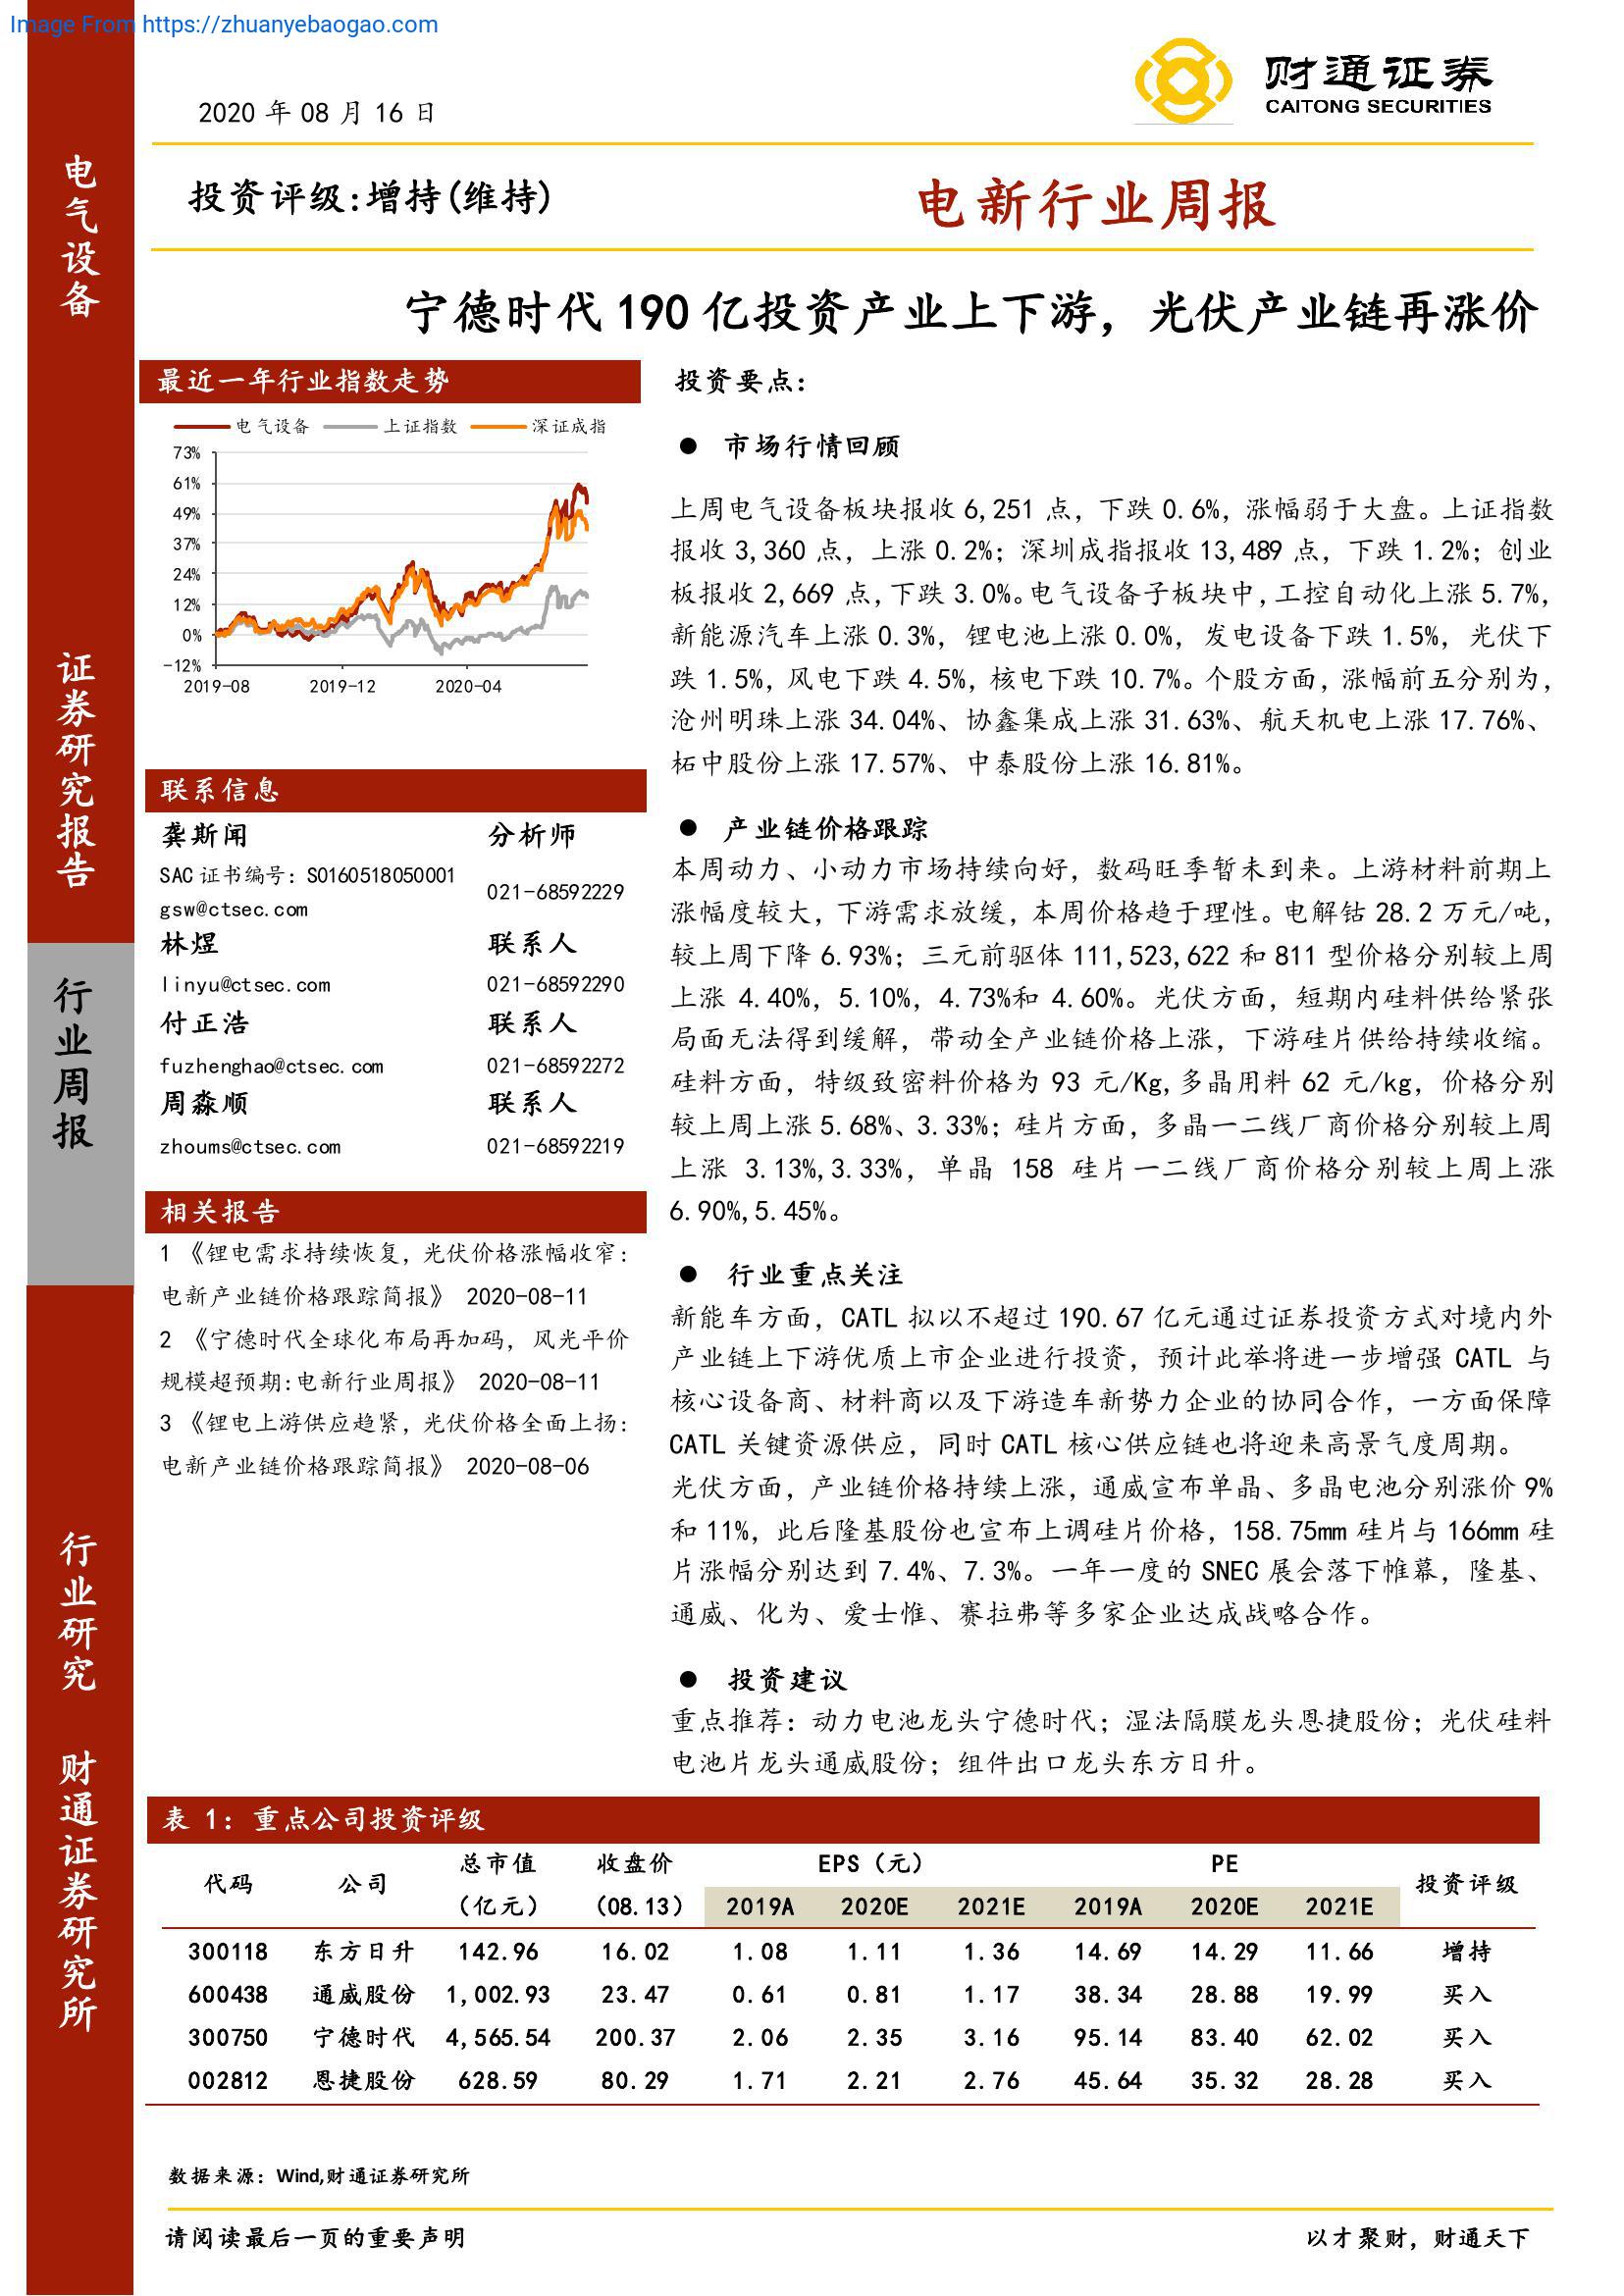 Image From https://zhuanyebaogao.com
财通证券
CAITONG SECURITIES
2020 年 08 月 16 日
投资评级:增持(维持)
电新行业周报
宁德时代 190 亿投资产业上下游，光伏产业链再涨价
电气设备
证券研究报告
行业周报
行业研究
财通证券研究所
最近一年行业指数走势
电气设备 上证指数 深证成指
73%
61%
49%
37%
24%
12%
0%
-12%
2019-08 2019-12 2020-04
联系信息
龚斯闻 分析师
SAC 证书编号：S0160518050001
021-68592229
gsw@ctsec.com
林煜 联系人
linyu@ctsec.com 021-68592290
付正浩 联系人
fuzhenghao@ctsec.com 021-68592272
周淼顺 联系人
zhoums@ctsec.com 021-68592219
相关报告
1 《锂电需求持续恢复，光伏价格涨幅收窄：
电新产业链价格跟踪简报》 2020-08-11
2 《宁德时代全球化布局再加码，风光平价
规模超预期:电新行业周报》 2020-08-11
3 《锂电上游供应趋紧，光伏价格全面上扬：
电新产业链价格跟踪简报》 2020-08-06
投资要点：
● 市场行情回顾
上周电气设备板块报收 6,251 点，下跌 0.6%，涨幅弱于大盘。上证指数
报收 3,360 点，上涨 0.2%；深圳成指报收 13,489 点，下跌 1.2%；创业
板报收 2,669 点,下跌 3.0%。电气设备子板块中,工控自动化上涨 5.7%，
新能源汽车上涨 0.3%，锂电池上涨 0.0%，发电设备下跌 1.5%，光伏下
跌 1.5%，风电下跌 4.5%，核电下跌 10.7%。个股方面，涨幅前五分别为，
沧州明珠上涨 34.04%、协鑫集成上涨 31.63%、航天机电上涨 17.76%、
柘中股份上涨 17.57%、中泰股份上涨 16.81%。
● 产业链价格跟踪
本周动力、小动力市场持续向好，数码旺季暂未到来。上游材料前期上
涨幅度较大，下游需求放缓，本周价格趋于理性。电解钴 28.2 万元/吨，
较上周下降 6.93%；三元前驱体 111,523,622 和 811 型价格分别较上周
上涨 4.40%，5.10%，4.73%和 4.60%。光伏方面，短期内硅料供给紧张
局面无法得到缓解，带动全产业链价格上涨，下游硅片供给持续收缩。
硅料方面，特级致密料价格为 93 元/Kg,多晶用料 62 元/kg，价格分别
较上周上涨 5.68%、3.33%；硅片方面，多晶一二线厂商价格分别较上周
上涨 3.13%,3.33%，单晶 158 硅片一二线厂商价格分别较上周上涨
6.90%,5.45%。
● 行业重点关注
新能车方面，CATL 拟以不超过 190.67 亿元通过证券投资方式对境内外
产业链上下游优质上市企业进行投资，预计此举将进一步增强 CATL 与
核心设备商、材料商以及下游造车新势力企业的协同合作，一方面保障
CATL 关键资源供应，同时 CATL 核心供应链也将迎来高景气度周期。
光伏方面，产业链价格持续上涨，通威宣布单晶、多晶电池分别涨价 9%
和 11%，此后隆基股份也宣布上调硅片价格，158.75mm 硅片与 166mm 硅
片涨幅分别达到 7.4%、7.3%。一年一度的 SNEC 展会落下帷幕，隆基、
通威、化为、爱士惟、赛拉弗等多家企业达成战略合作。
● 投资建议
重点推荐：动力电池龙头宁德时代；湿法隔膜龙头恩捷股份；光伏硅料
电池片龙头通威股份；组件出口龙头东方日升。
表 1：重点公司投资评级
代码 公司 总市值（亿元） 收盘价（08.13） EPS（元） PE 投资评级
2019A 2020E 2021E 2019A 2020E 2021E
300118 东方日升 142.96 16.02 1.08 1.11 1.36 14.69 14.29 11.66 增持
600438 通威股份 1,002.93 23.47 0.61 0.81 1.17 38.34 28.88 19.99 买入
300750 宁德时代 4,565.54 200.37 2.06 2.35 3.16 95.14 83.40 62.02 买入
002812 恩捷股份 628.59 80.29 1.71 2.21 2.76 45.64 35.32 28.28 买入
数据来源：Wind,财通证券研究所
请阅读最后一页的重要声明
以才聚财，财通天下